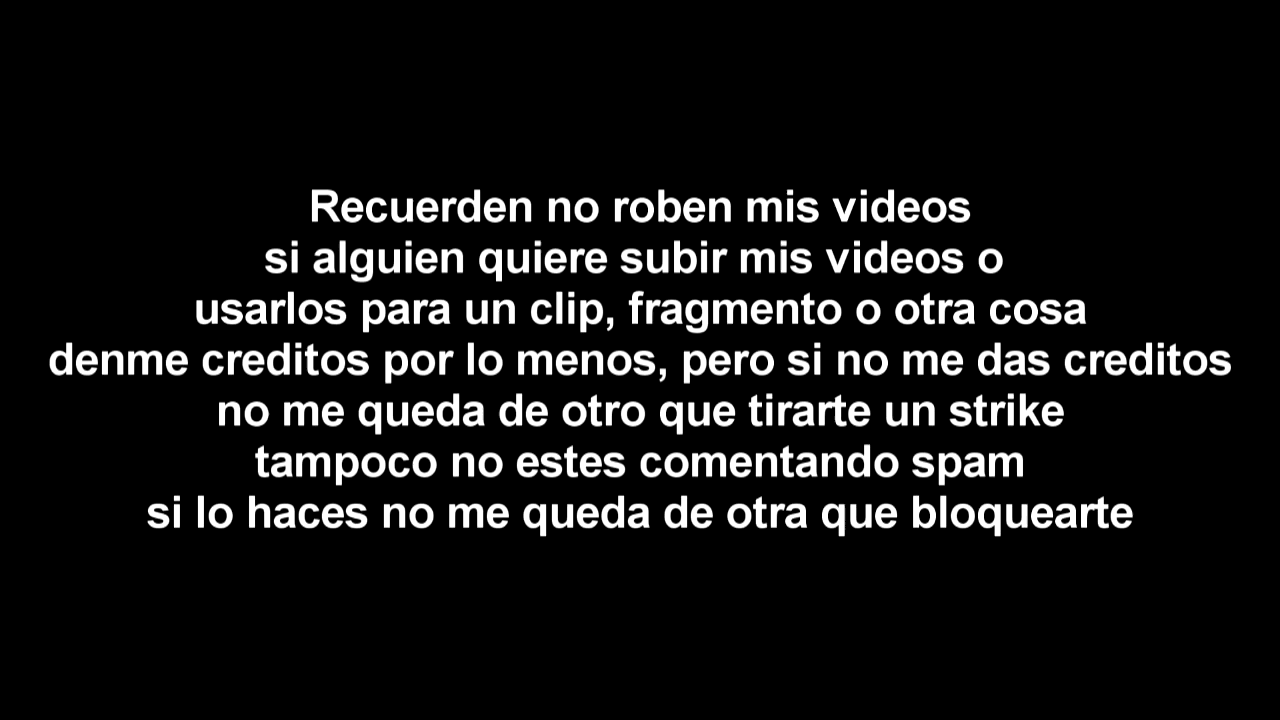 Recuerden no roben mis videos
si alguien quiere subir mis videos o
usarlos para un clip, fragmento o otra cosa
denme creditos por lo menos, pero si no me das creditos
no me queda de otro que tirarte un strike
tampoco no estes comentando spam
si lo haces no me queda de otra que bloquearte